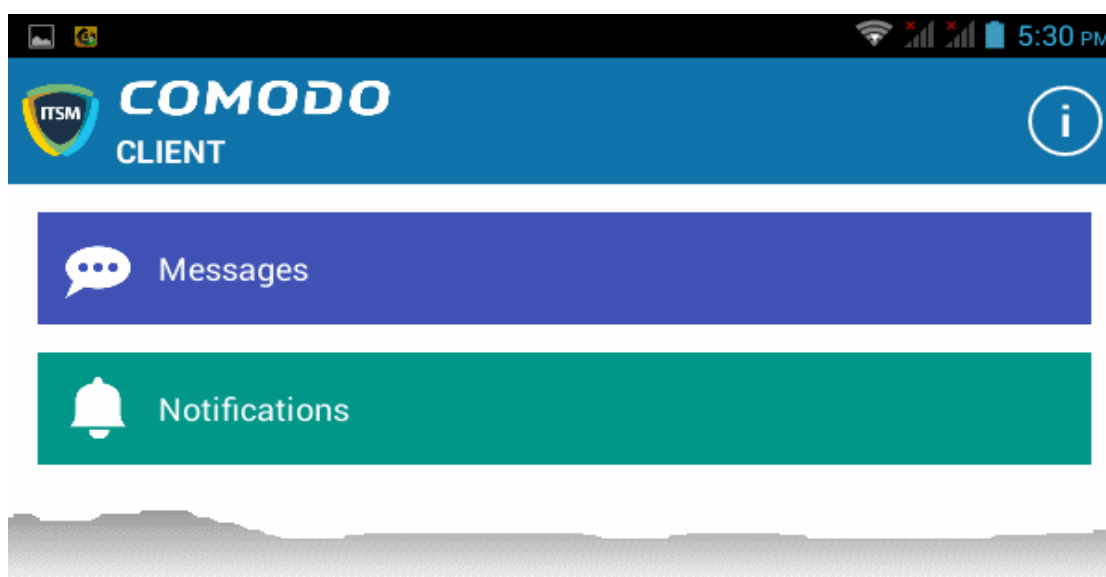 5:30 PM
ITSM
COMODO
CLIENT
i
Messages
Notifications